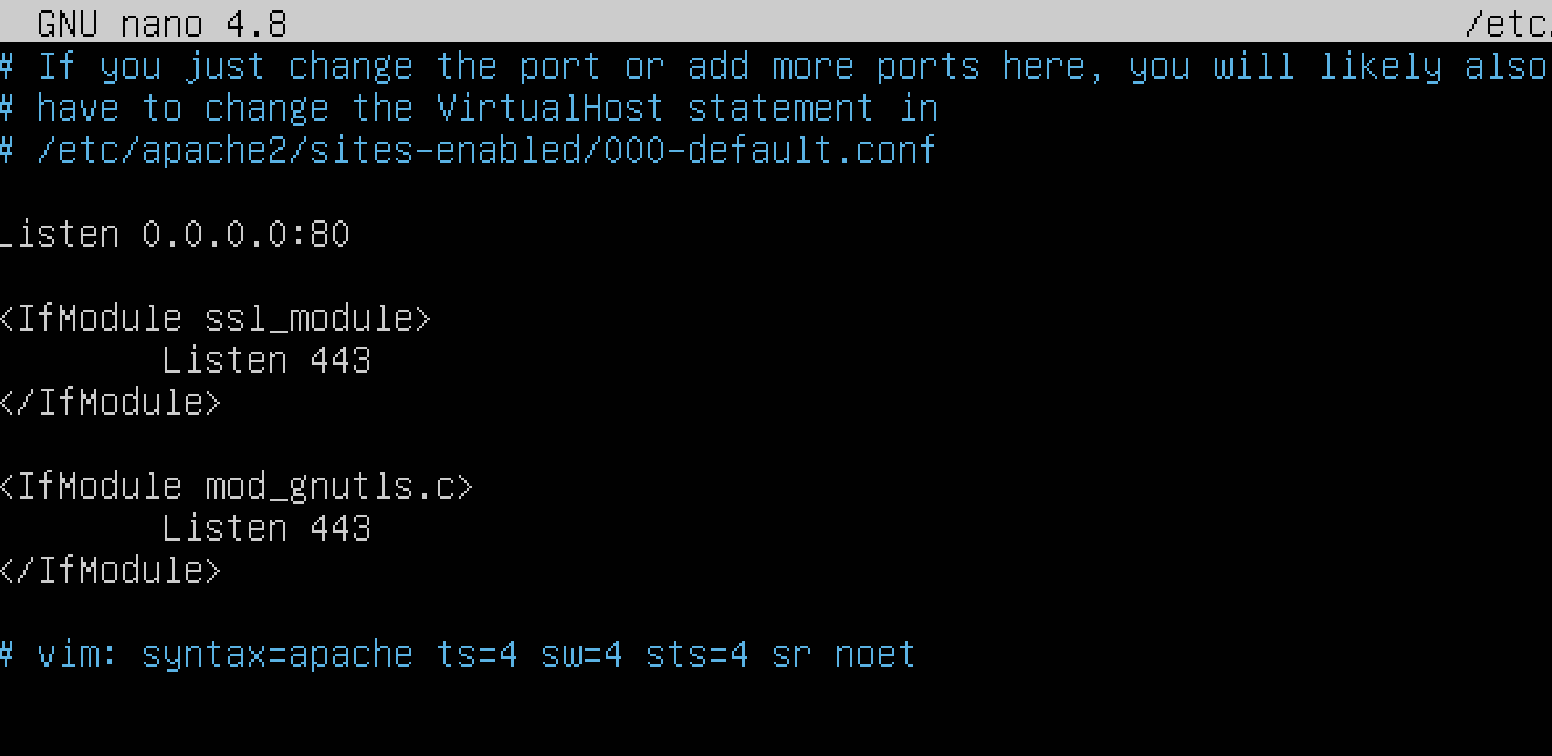 GNU nano 4.8 /etc
# If you just change the port or add more ports here, you will likely also
# have to change the VirtualHost statement in
# /etc/apache2/sites-enabled/000-default.conf
Listen 0.0.0.0:80
<IfModule ssl_module>
Listen 443
</IfModule>
<IfModule mod_gnutls.c>
Listen 443
</IfModule>
# vim: syntax=apache ts=4 sw=4 sts=4 sr noet